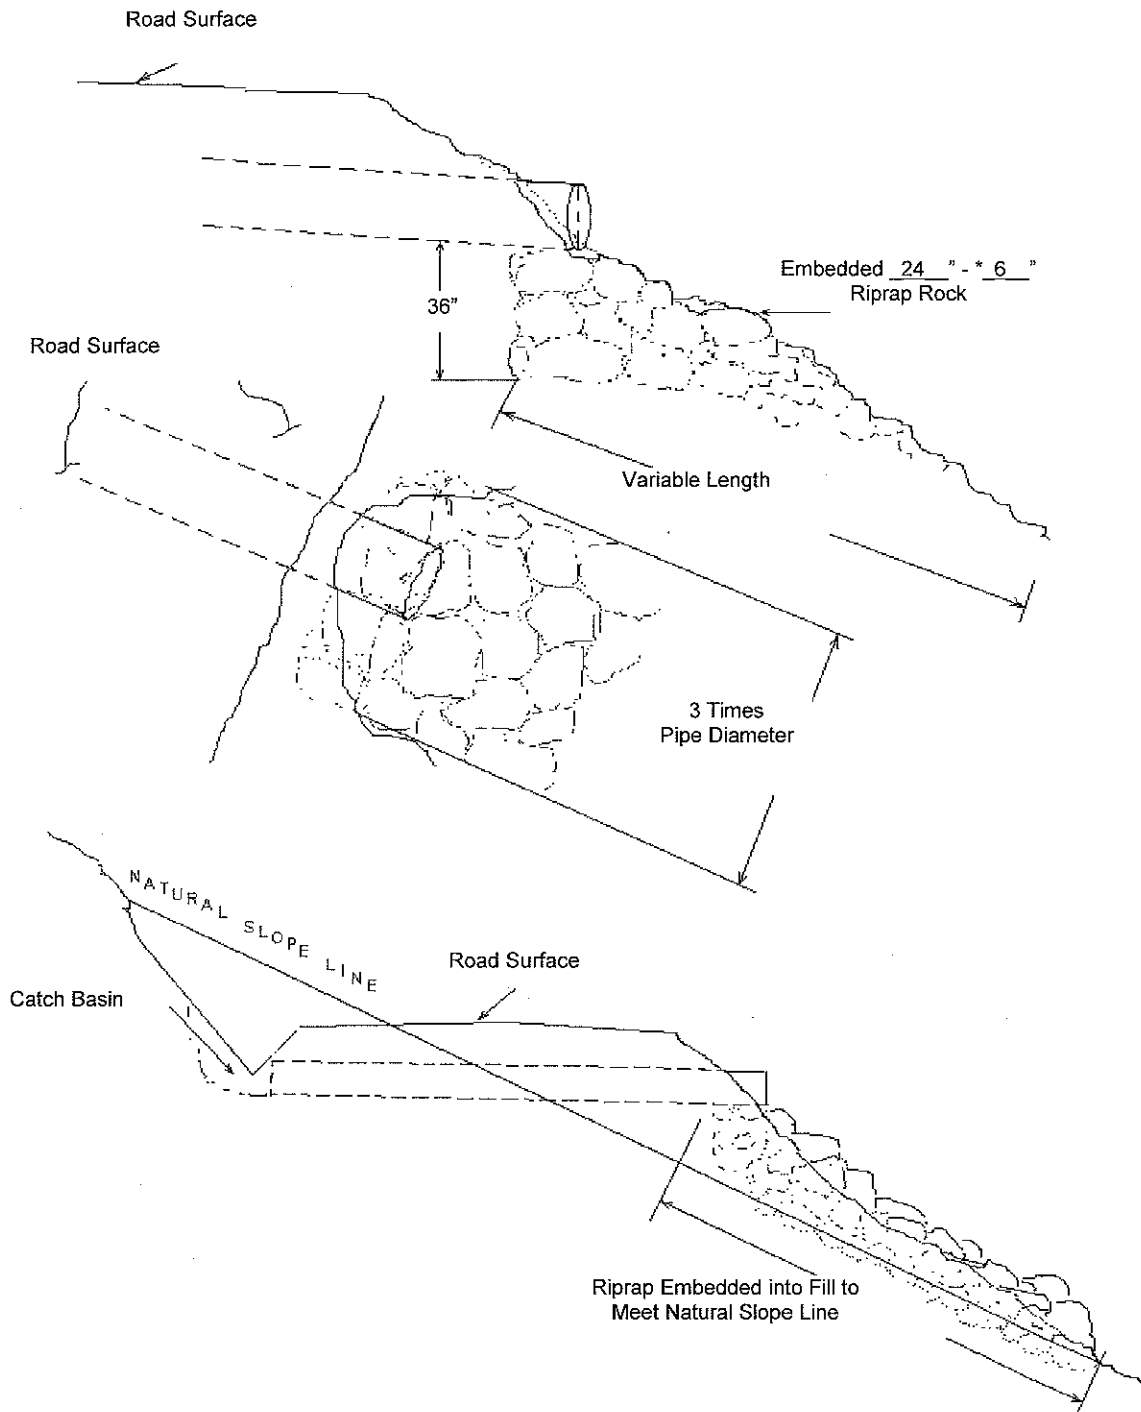 Road Surface
Embedded 24 " - * 6 "
Riprap Rock
36"
Road Surface
Variable Length
3 Times
Pipe Diameter
NATURAL SLOPE LINE
Road Surface
Catch Basin
Riprap Embedded into Fill to
Meet Natural Slope Line